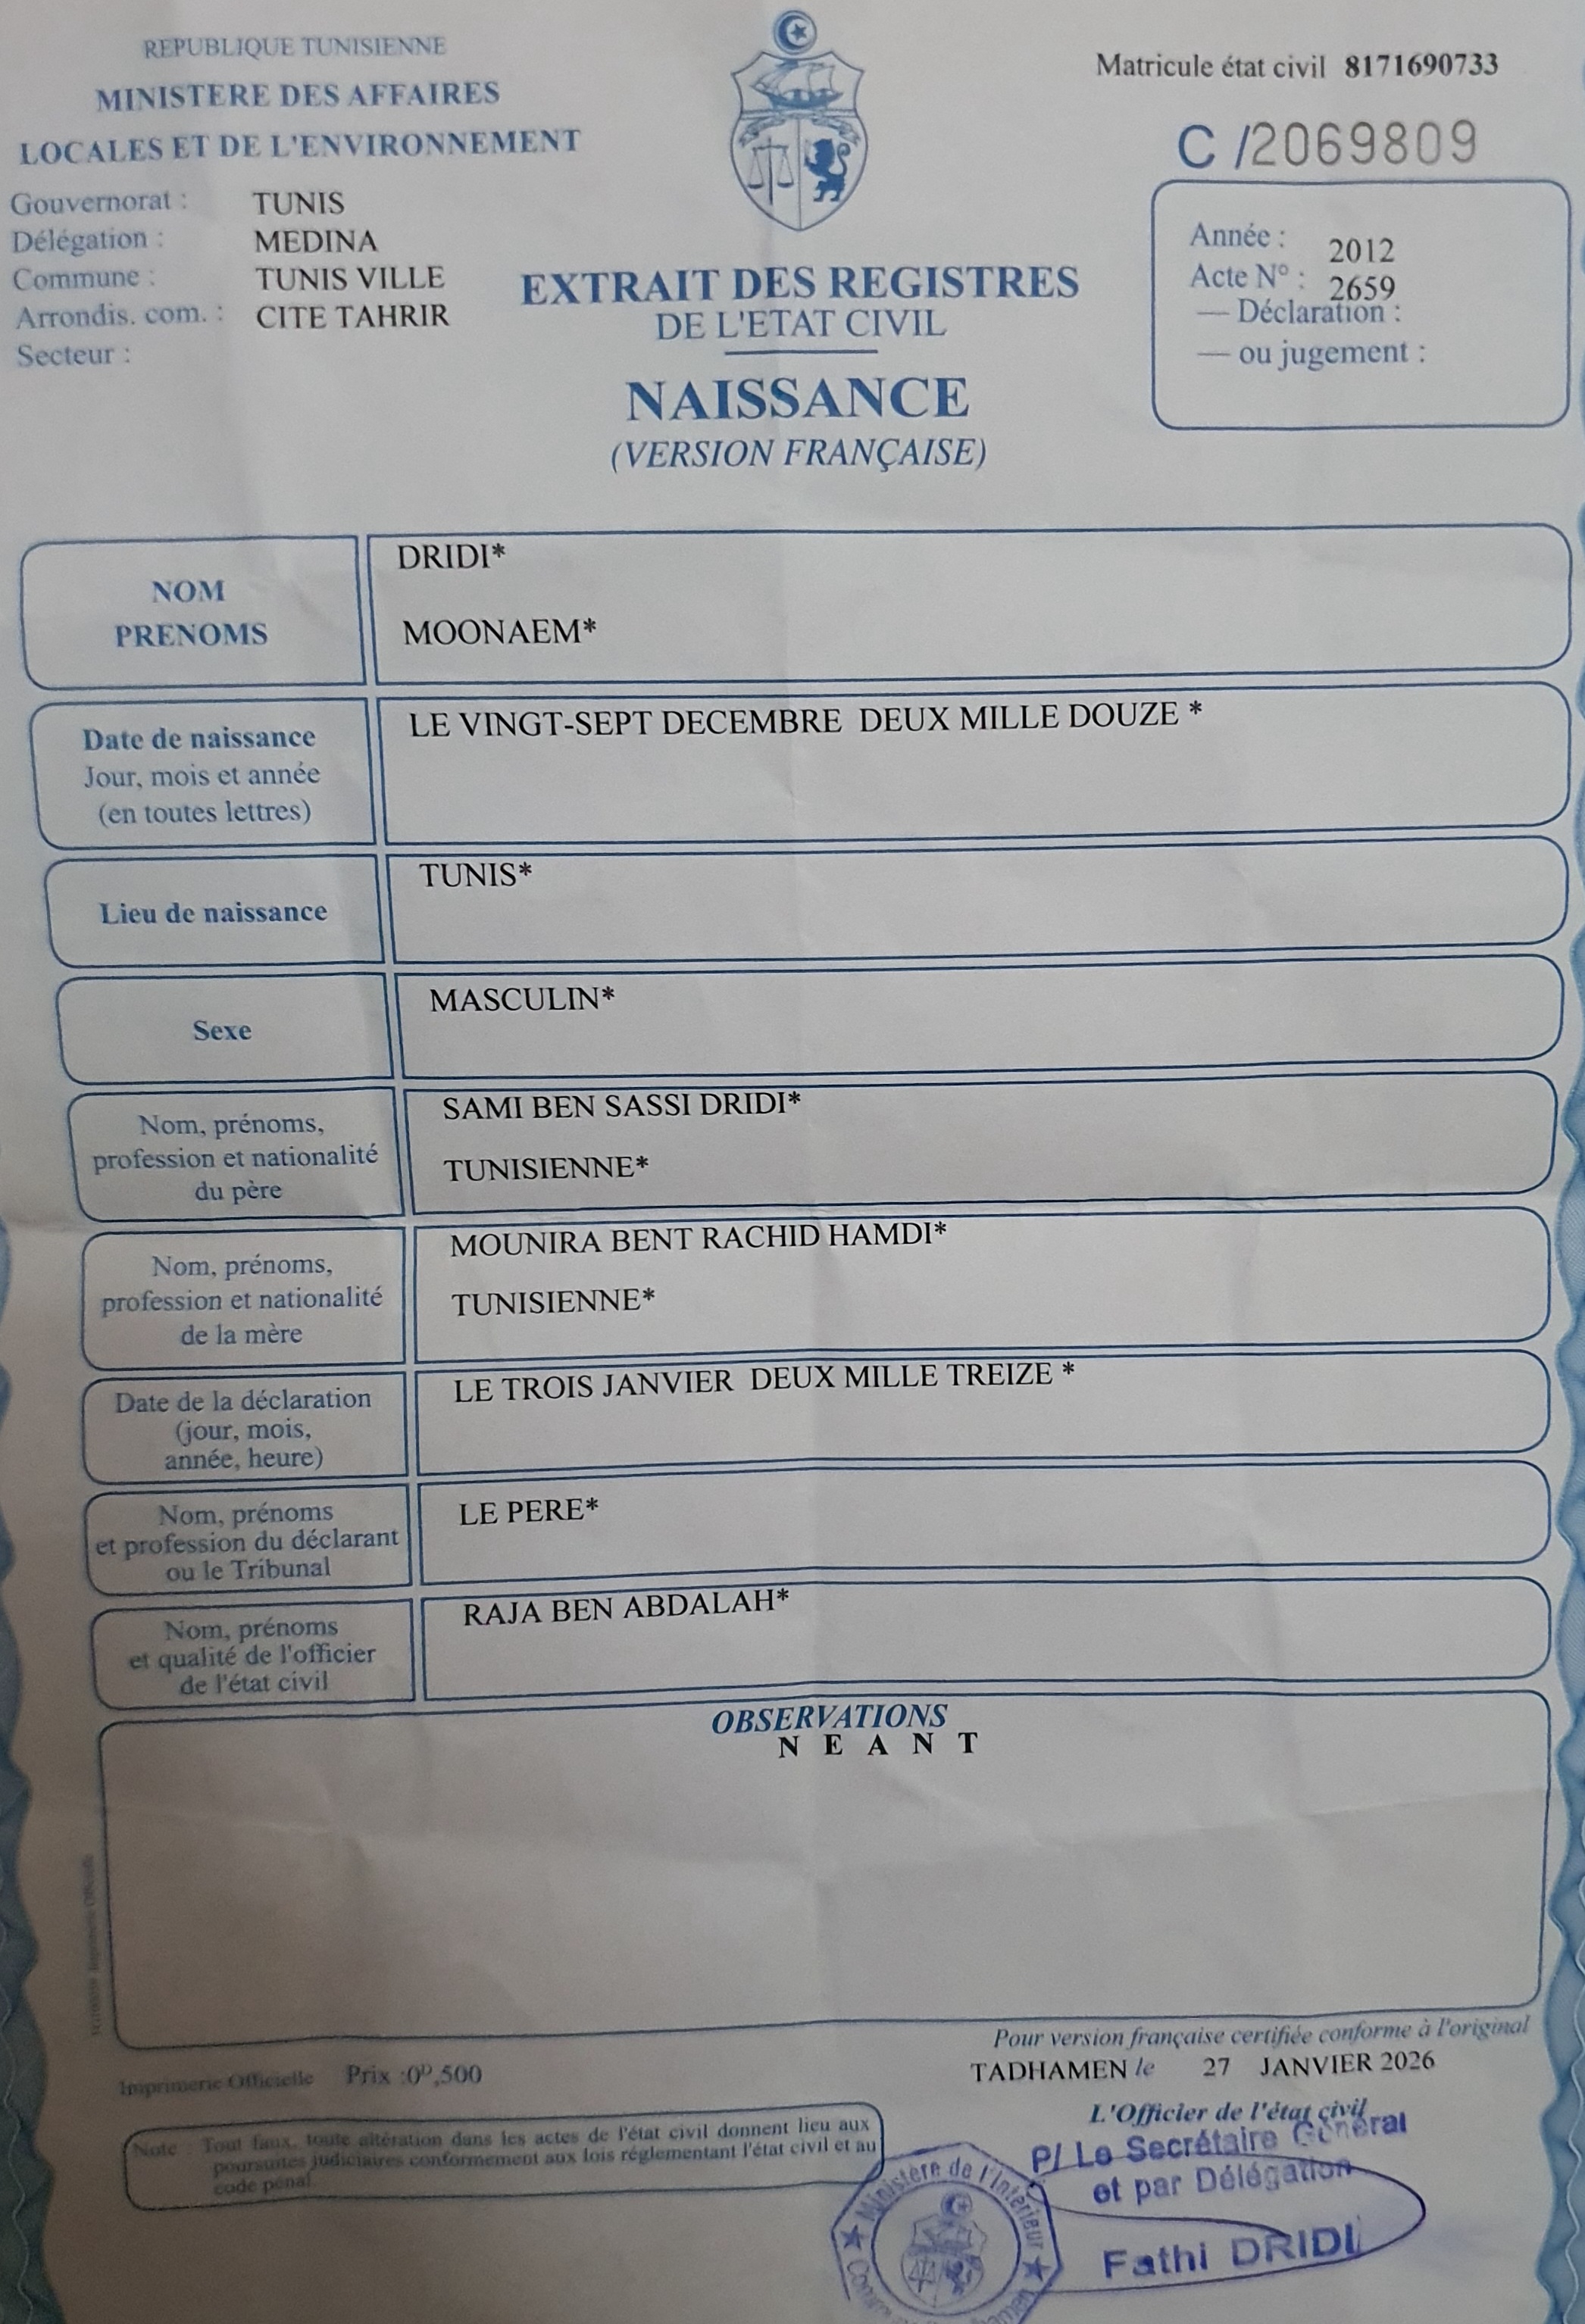 REPUBLIQUE TUNISIENNE
MINISTERE DES AFFAIRES
LOCALES ET DE L'ENVIRONNEMENT
Gouvernorat : TUNIS
Délégation : MEDINA
Commune : TUNIS VILLE
Arrondis. com. : CITE TAHRIR
Secteur :
Matricule état civil 8171690733
C /2069809
Année : 2012
Acte N° : 2659
— Déclaration :
— ou jugement :
EXTRAIT DES REGISTRES
DE L'ETAT CIVIL
NAISSANCE
(VERSION FRANÇAISE)
NOM
PRENOMS
DRIDI*
MOONAEM*
Date de naissance
Jour, mois et année
(en toutes lettres)
LE VINGT-SEPT DECEMBRE DEUX MILLE DOUZE *
Lieu de naissance
TUNIS*
Sexe
MASCULIN*
Nom, prénoms,
profession et nationalité
du père
SAMI BEN SASSI DRIDI*
TUNISIENNE*
Nom, prénoms,
profession et nationalité
de la mère
MOUNIRA BENT RACHID HAMDI*
TUNISIENNE*
Date de la déclaration
(jour, mois,
année, heure)
LE TROIS JANVIER DEUX MILLE TREIZE *
Nom, prénoms
et profession du déclarant
ou le Tribunal
LE PERE*
Nom, prénoms
et qualité de l'officier
de l'état civil
RAJA BEN ABDALAH*
OBSERVATIONS
N E A N T
Pour version française certifiée conforme à l'original
Imprimerie Officielle Prix :0ᴰ,500
TADHAMEN le 27 JANVIER 2026
L'Officier de l'état civil
P/ Le Secrétaire Général
et par Délégation
Fathi DRIDI
Note : Tout faux, toute altération dans les actes de l'état civil donnent lieu aux
poursuites judiciaires conformement aux lois réglementant l'état civil et au
code pénal.
Ministère de l'Intérieur